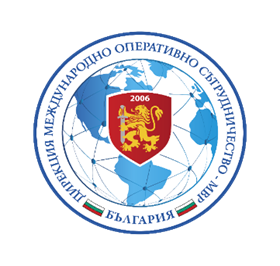 ДИРЕКЦИЯ МЕЖДУНАРОДНО ОПЕРАТИВНО СЪТРУДНИЧЕСТВО - МВР
2006
БЪЛГАРИЯ